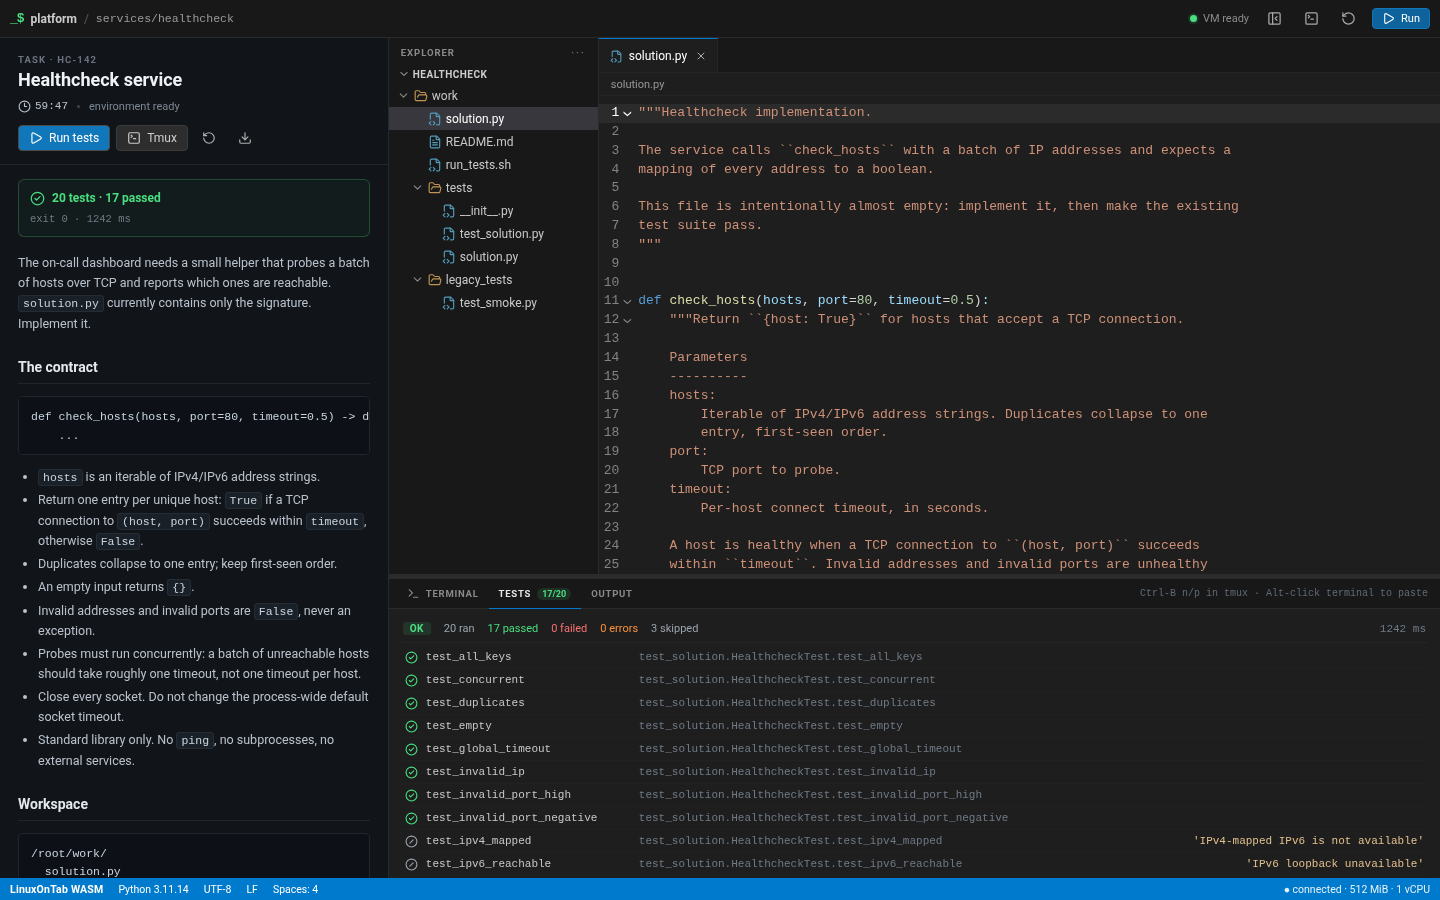 _$ platform / services/healthcheck
VM ready
Run
TASK · HC-142
Healthcheck service
59:47 • environment ready
Run tests
Tmux
20 tests · 17 passed
exit 0 · 1242 ms
The on-call dashboard needs a small helper that probes a batch
of hosts over TCP and reports which ones are reachable.
solution.py currently contains only the signature.
Implement it.
The contract
def check_hosts(hosts, port=80, timeout=0.5) -> d
...
• hosts is an iterable of IPv4/IPv6 address strings.
• Return one entry per unique host: True if a TCP
connection to (host, port) succeeds within timeout,
otherwise False.
• Duplicates collapse to one entry; keep first-seen order.
• An empty input returns {}.
• Invalid addresses and invalid ports are False, never an
exception.
• Probes must run concurrently: a batch of unreachable hosts
should take roughly one timeout, not one timeout per host.
• Close every socket. Do not change the process-wide default
socket timeout.
• Standard library only. No ping, no subprocesses, no
external services.
Workspace
/root/work/
solution.py
EXPLORER ···
HEALTHCHECK
work
solution.py
README.md
run_tests.sh
tests
__init__.py
test_solution.py
solution.py
legacy_tests
test_smoke.py
solution.py
solution.py
1 """Healthcheck implementation.
2
3 The service calls ``check_hosts`` with a batch of IP addresses and expects a
4 mapping of every address to a boolean.
5
6 This file is intentionally almost empty: implement it, then make the existing
7 test suite pass.
8 """
9
10
11 def check_hosts(hosts, port=80, timeout=0.5):
12 """Return ``{host: True}`` for hosts that accept a TCP connection.
13
14 Parameters
15 ----------
16 hosts:
17 Iterable of IPv4/IPv6 address strings. Duplicates collapse to one
18 entry, first-seen order.
19 port:
20 TCP port to probe.
21 timeout:
22 Per-host connect timeout, in seconds.
23
24 A host is healthy when a TCP connection to ``(host, port)`` succeeds
25 within ``timeout``. Invalid addresses and invalid ports are unhealthy
TERMINAL
TESTS 17/20
OUTPUT
Ctrl-B n/p in tmux · Alt-click terminal to paste
OK 20 ran 17 passed 0 failed 0 errors 3 skipped 1242 ms
test_all_keys test_solution.HealthcheckTest.test_all_keys
test_concurrent test_solution.HealthcheckTest.test_concurrent
test_duplicates test_solution.HealthcheckTest.test_duplicates
test_empty test_solution.HealthcheckTest.test_empty
test_global_timeout test_solution.HealthcheckTest.test_global_timeout
test_invalid_ip test_solution.HealthcheckTest.test_invalid_ip
test_invalid_port_high test_solution.HealthcheckTest.test_invalid_port_high
test_invalid_port_negative test_solution.HealthcheckTest.test_invalid_port_negative
test_ipv4_mapped test_solution.HealthcheckTest.test_ipv4_mapped 'IPv4-mapped IPv6 is not available'
test_ipv6_reachable test_solution.HealthcheckTest.test_ipv6_reachable 'IPv6 loopback unavailable'
LinuxOnTab WASM Python 3.11.14 UTF-8 LF Spaces: 4
● connected · 512 MiB · 1 vCPU